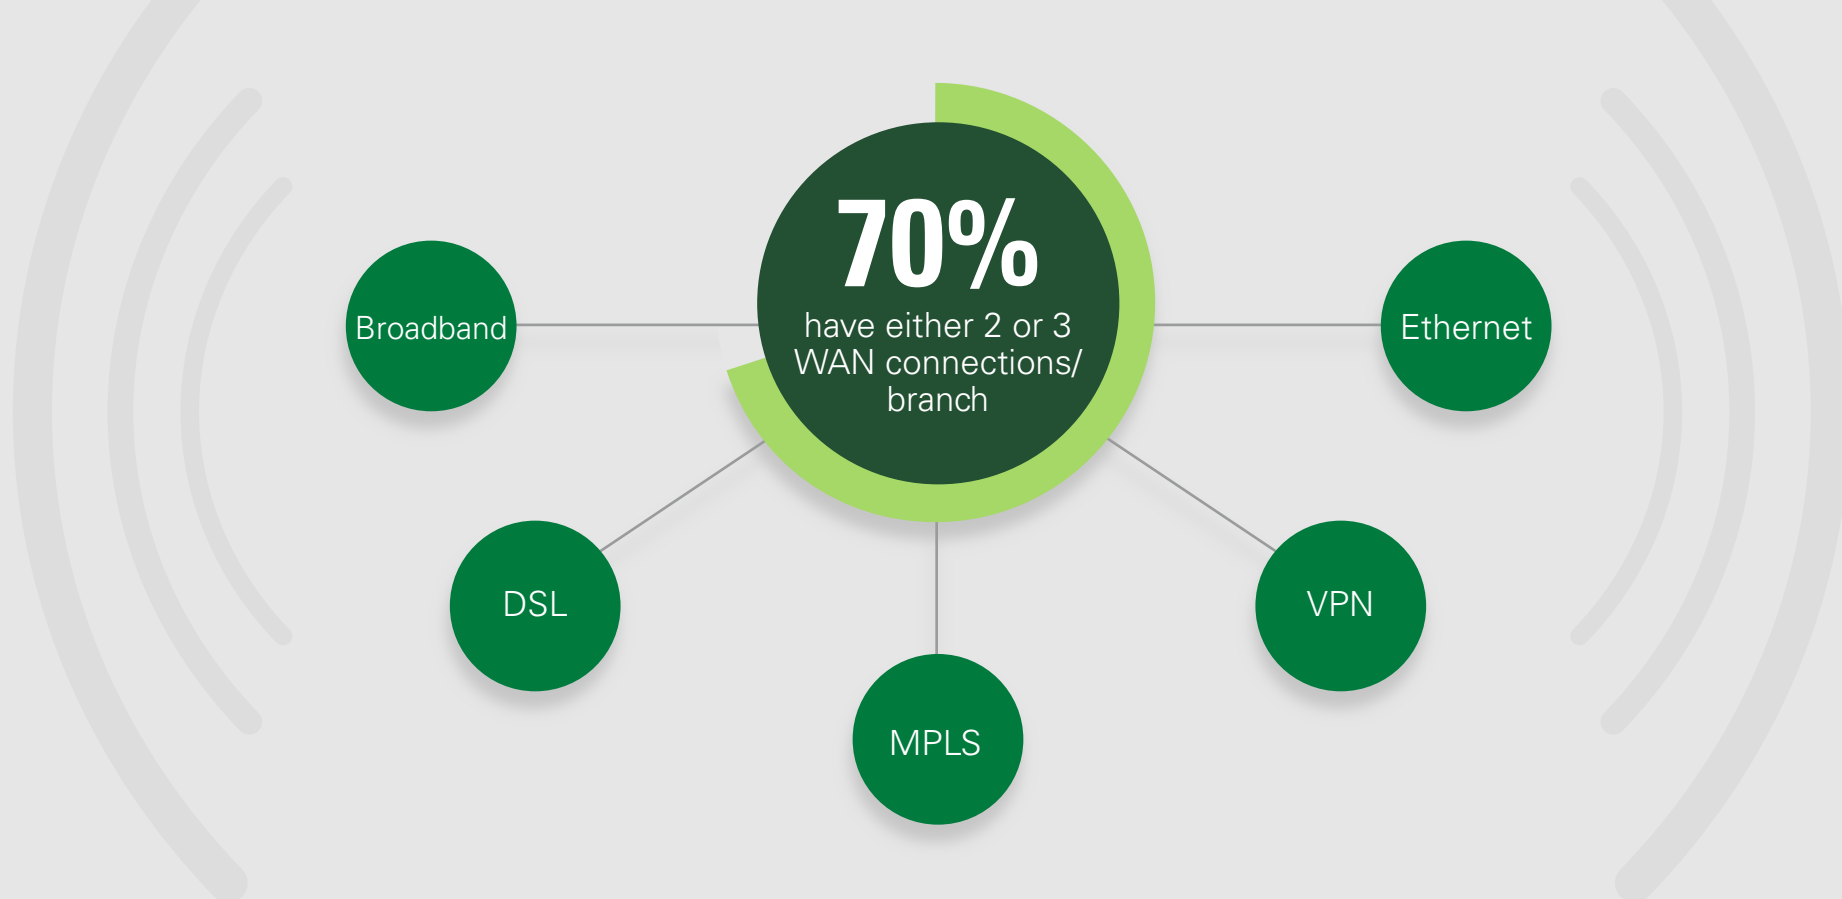 70%
have either 2 or 3
WAN connections/
branch
Broadband
Ethernet
DSL
VPN
MPLS